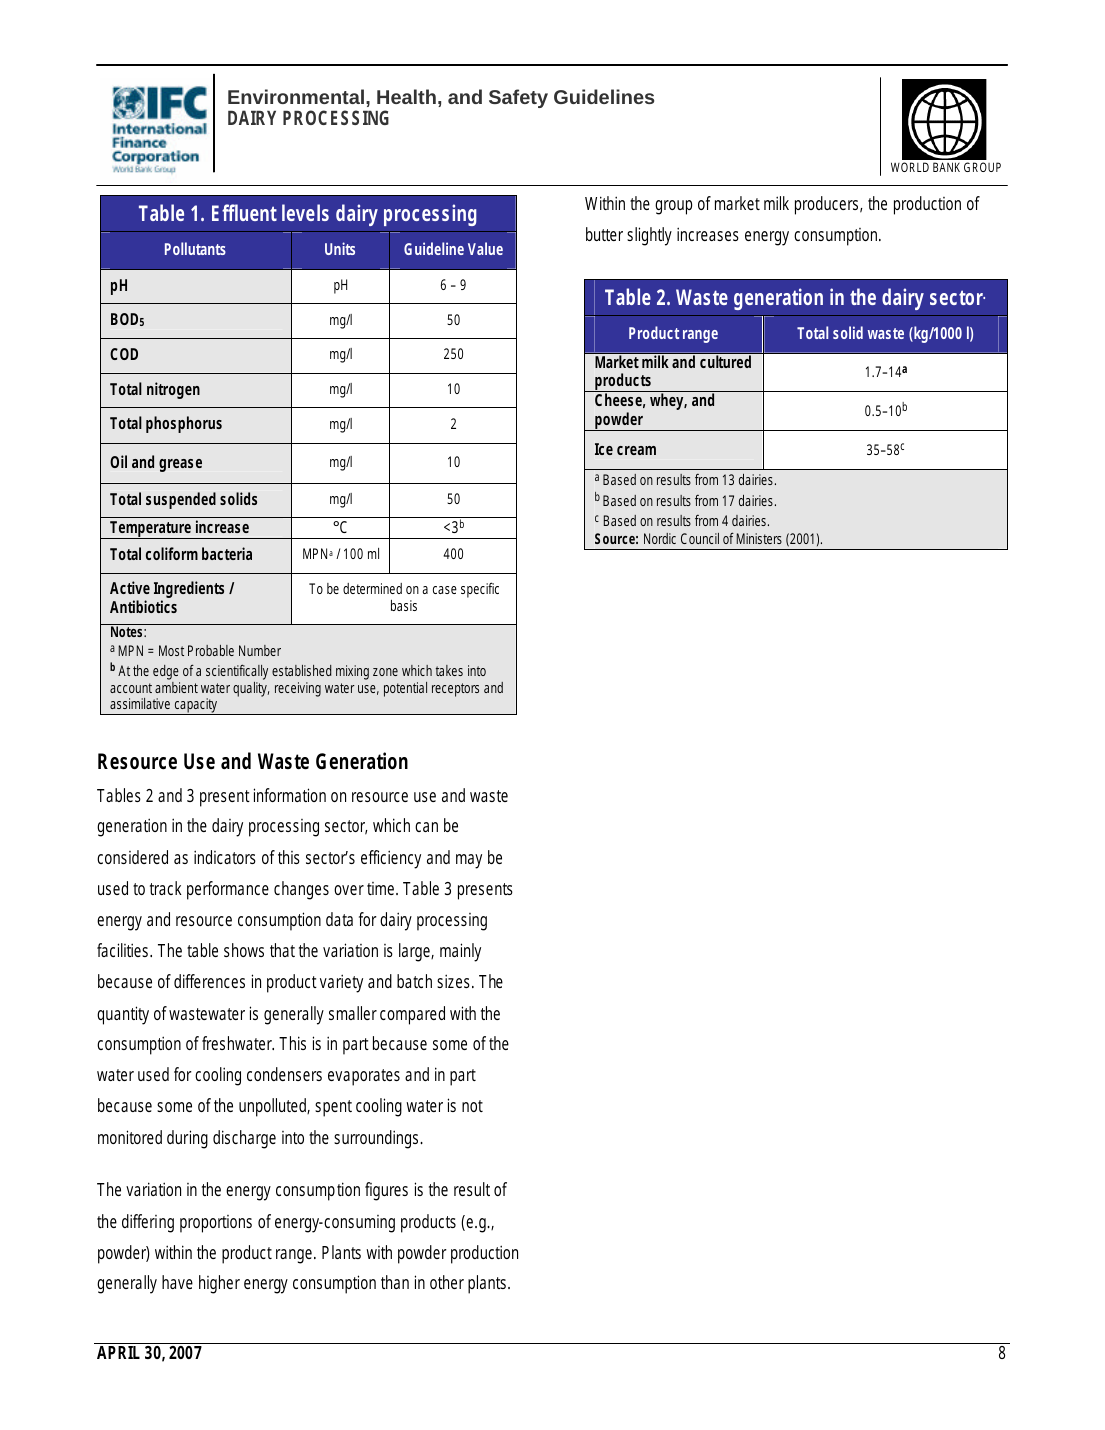 IFC
International
Finance
Corporation
World Bank Group
Environmental, Health, and Safety Guidelines
DAIRY PROCESSING
WORLD BANK GROUP
Table 1. Effluent levels dairy processing
Pollutants Units Guideline Value
pH pH 6 – 9
BOD5 mg/l 50
COD mg/l 250
Total nitrogen mg/l 10
Total phosphorus mg/l 2
Oil and grease mg/l 10
Total suspended solids mg/l 50
Temperature increase °C <3b
Total coliform bacteria MPNa / 100 ml 400
Active Ingredients / Antibiotics To be determined on a case specific basis
Notes:
a MPN = Most Probable Number
b At the edge of a scientifically established mixing zone which takes into
account ambient water quality, receiving water use, potential receptors and
assimilative capacity
Resource Use and Waste Generation
Tables 2 and 3 present information on resource use and waste
generation in the dairy processing sector, which can be
considered as indicators of this sector's efficiency and may be
used to track performance changes over time. Table 3 presents
energy and resource consumption data for dairy processing
facilities. The table shows that the variation is large, mainly
because of differences in product variety and batch sizes. The
quantity of wastewater is generally smaller compared with the
consumption of freshwater. This is in part because some of the
water used for cooling condensers evaporates and in part
because some of the unpolluted, spent cooling water is not
monitored during discharge into the surroundings.
The variation in the energy consumption figures is the result of
the differing proportions of energy-consuming products (e.g.,
powder) within the product range. Plants with powder production
generally have higher energy consumption than in other plants.
Within the group of market milk producers, the production of
butter slightly increases energy consumption.
Table 2. Waste generation in the dairy sector.
Product range Total solid waste (kg/1000 l)
Market milk and cultured products 1.7–14a
Cheese, whey, and powder 0.5–10b
Ice cream 35–58c
a Based on results from 13 dairies.
b Based on results from 17 dairies.
c Based on results from 4 dairies.
Source: Nordic Council of Ministers (2001).
APRIL 30, 2007 8